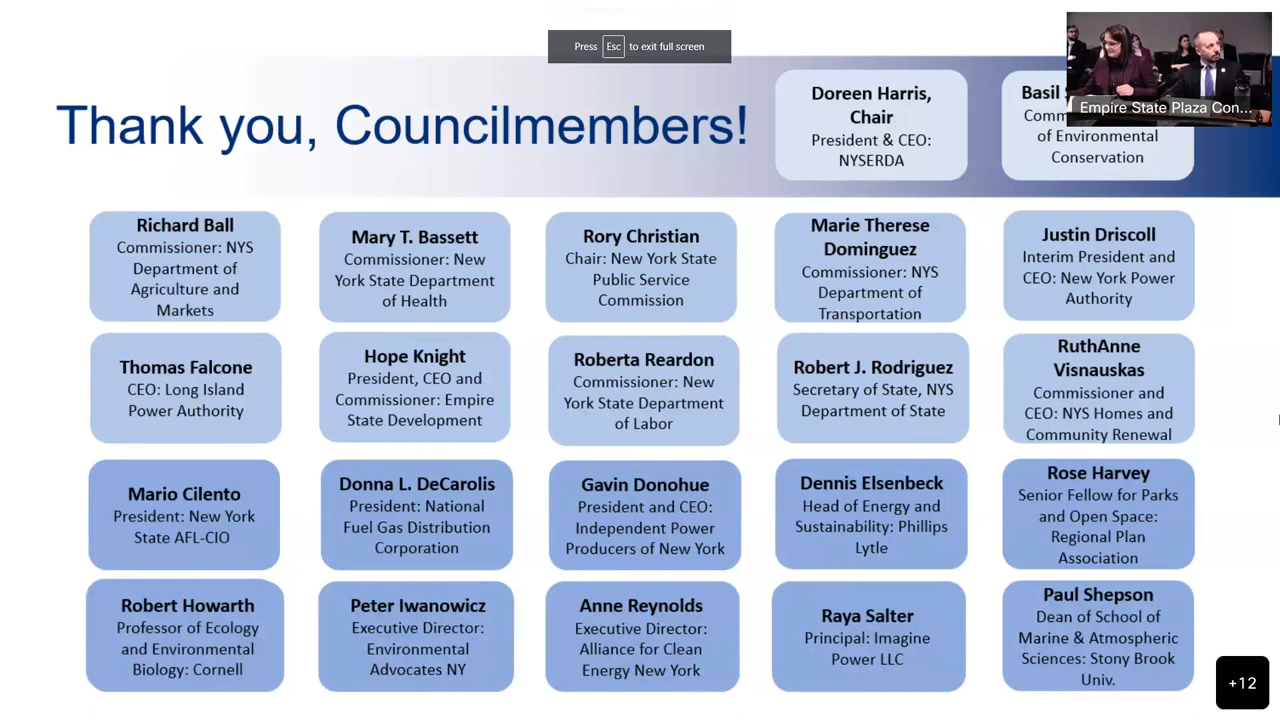 Press Esc to exit full screen
Thank you, Councilmembers!
Doreen Harris,
Chair
President & CEO:
NYSERDA
Basil
of Environmental
Conservation
Empire State Plaza Con...
Richard Ball
Commissioner: NYS
Department of
Agriculture and
Markets
Mary T. Bassett
Commissioner: New
York State Department
of Health
Rory Christian
Chair: New York State
Public Service
Commission
Marie Therese
Dominguez
Commissioner: NYS
Department of
Transportation
Justin Driscoll
Interim President and
CEO: New York Power
Authority
Thomas Falcone
CEO: Long Island
Power Authority
Hope Knight
President, CEO and
Commissioner: Empire
State Development
Roberta Reardon
Commissioner: New
York State Department
of Labor
Robert J. Rodriguez
Secretary of State, NYS
Department of State
RuthAnne
Visnauskas
Commissioner and
CEO: NYS Homes and
Community Renewal
Mario Cilento
President: New York
State AFL-CIO
Donna L. DeCarolis
President: National
Fuel Gas Distribution
Corporation
Gavin Donohue
President and CEO:
Independent Power
Producers of New York
Dennis Elsenbeck
Head of Energy and
Sustainability: Phillips
Lytle
Rose Harvey
Senior Fellow for Parks
and Open Space:
Regional Plan
Association
Robert Howarth
Professor of Ecology
and Environmental
Biology: Cornell
Peter Iwanowicz
Executive Director:
Environmental
Advocates NY
Anne Reynolds
Executive Director:
Alliance for Clean
Energy New York
Raya Salter
Principal: Imagine
Power LLC
Paul Shepson
Dean of School of
Marine & Atmospheric
Sciences: Stony Brook
Univ.
+12